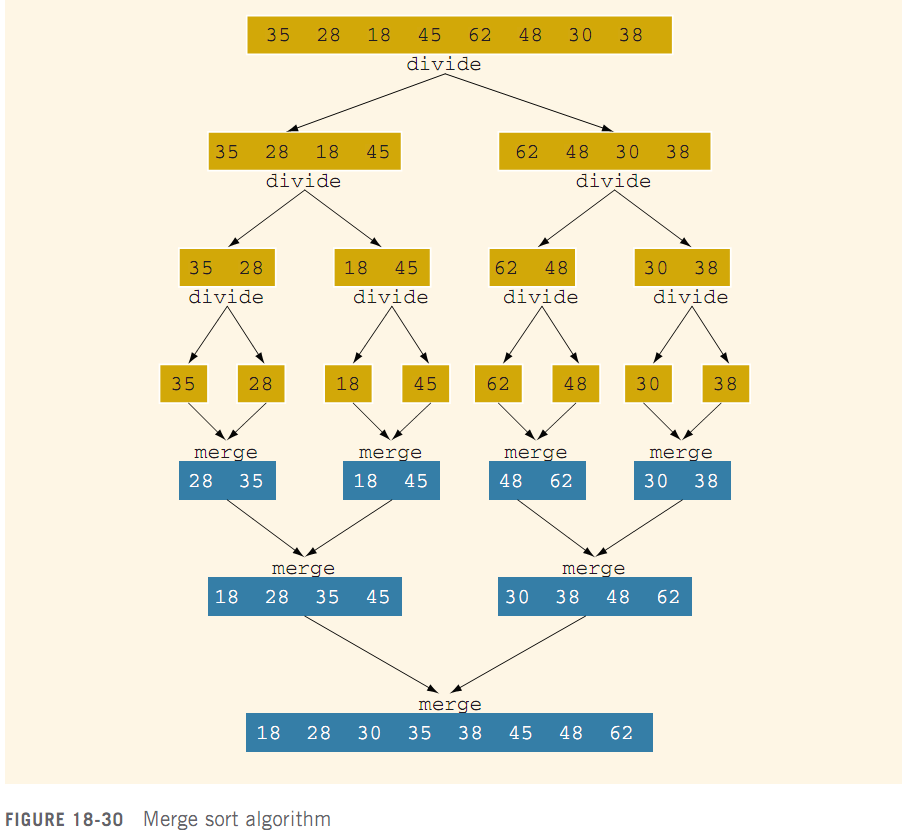 35 28 18 45 62 48 30 38
divide
35 28 18 45 62 48 30 38
divide divide
35 28 18 45 62 48 30 38
divide divide divide divide
35 28 18 45 62 48 30 38
merge merge merge merge
28 35 18 45 48 62 30 38
merge merge
18 28 35 45 30 38 48 62
merge
18 28 30 35 38 45 48 62
FIGURE 18-30 Merge sort algorithm